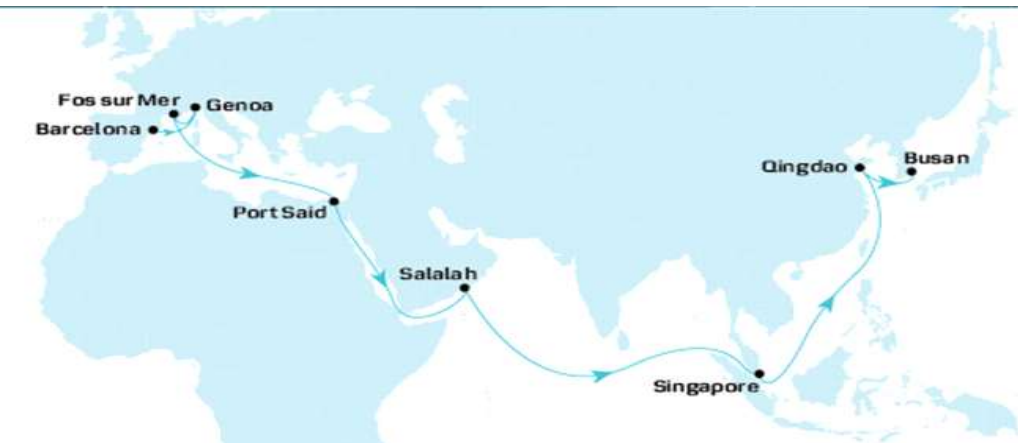 Fos sur Mer
Genoa
Barcelona
Port Said
Salalah
Singapore
Qingdao
Busan